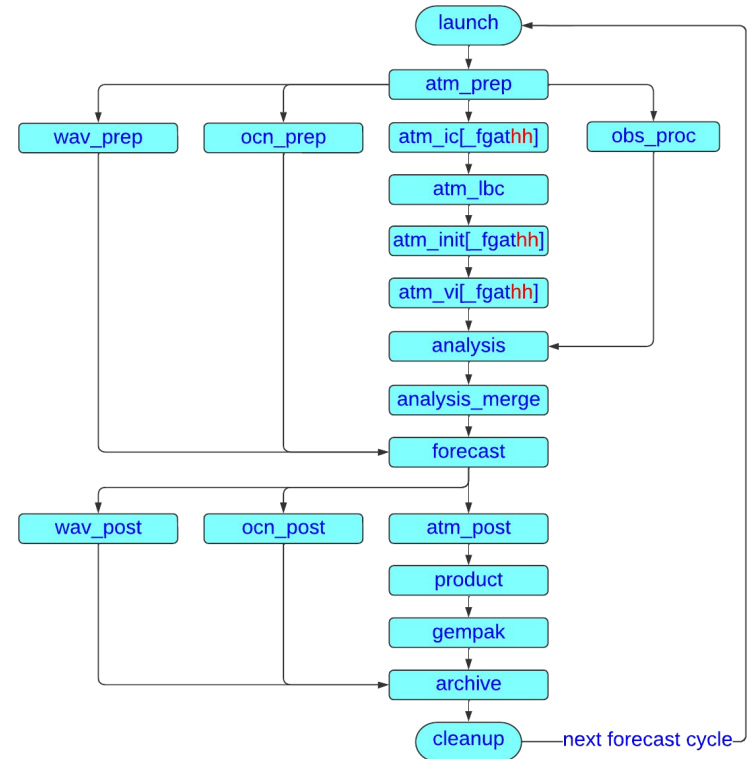 launch
atm_prep
wav_prep
ocn_prep
atm_ic[_fgathh]
obs_proc
atm_lbc
atm_init[_fgathh]
atm_vi[_fgathh]
analysis
analysis_merge
forecast
wav_post
ocn_post
atm_post
product
gempak
archive
cleanup
next forecast cycle